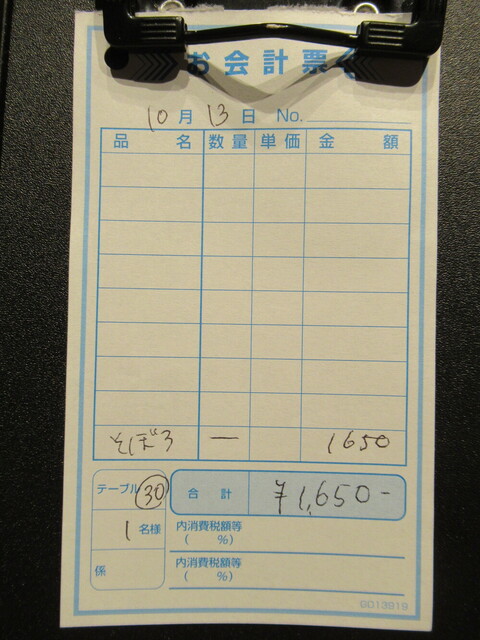 お会計票
10月13日 No.
品名 数量 単価 金額
そぼろ 一 1650
テーブル 30 合計 ¥1,650-
1名様 内消費税額等
( %)
係 内消費税額等
( %)
0013919